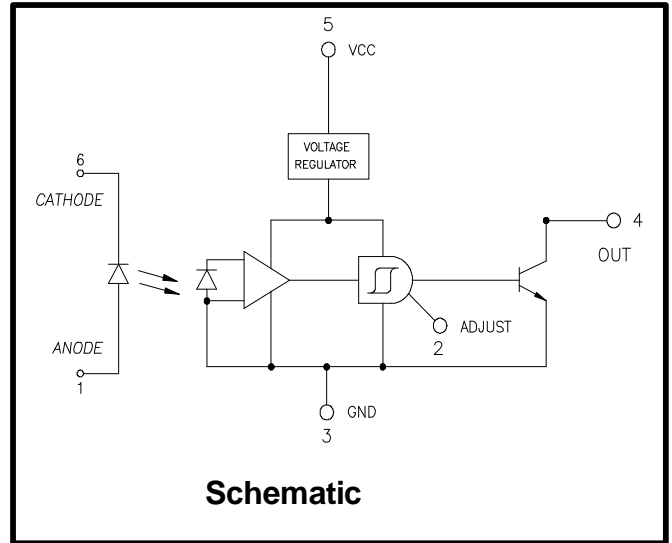 5
VCC
VOLTAGE
REGULATOR
6
CATHODE
4
OUT
ADJUST
2
ANODE
1
GND
3
Schematic